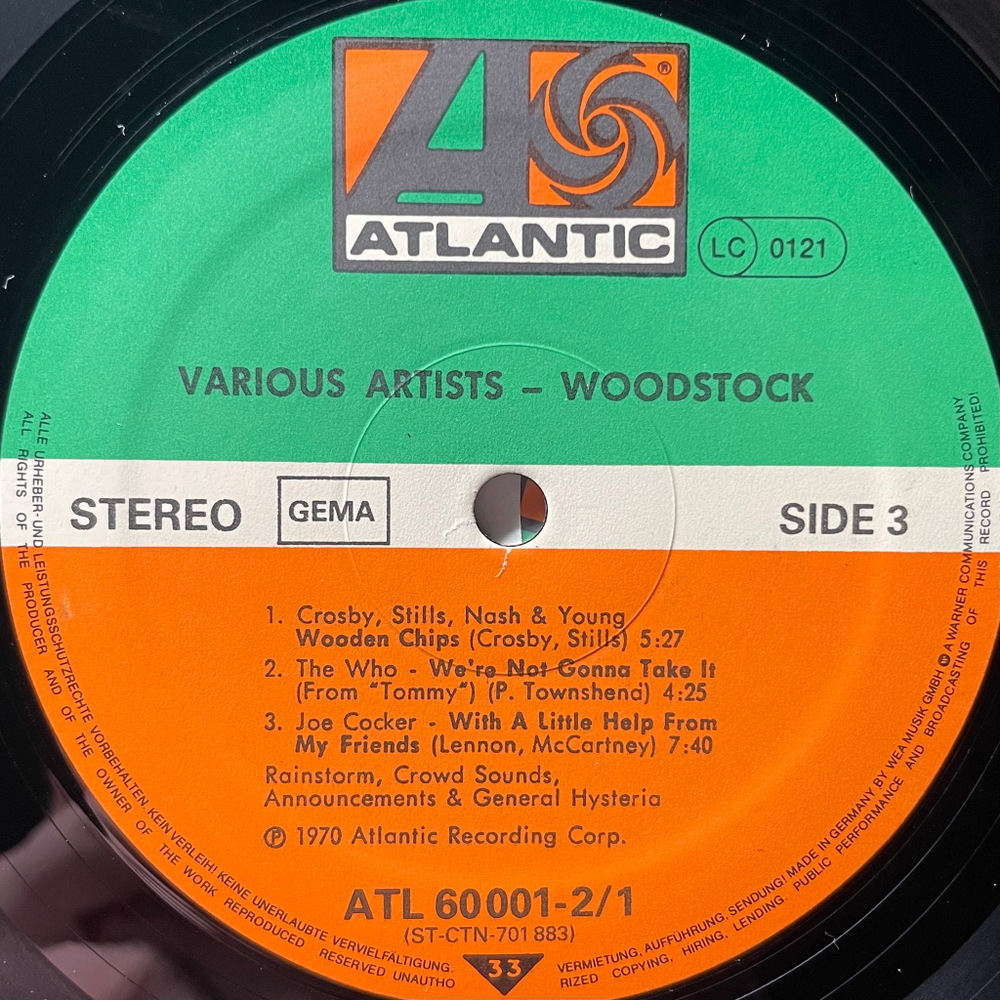 ATLANTIC
®
LC 0121
VARIOUS ARTISTS – WOODSTOCK
STEREO GEMA SIDE 3
1. Crosby, Stills, Nash & Young
Wooden Chips (Crosby, Stills) 5:27
2. The Who - We're Not Gonna Take It
(From "Tommy") (P. Townshend) 4:25
3. Joe Cocker - With A Little Help From
My Friends (Lennon, McCartney) 7:40
Rainstorm, Crowd Sounds,
Announcements & General Hysteria
℗ 1970 Atlantic Recording Corp.
ATL 60 001-2/1
(ST-CTN-701 883)
33
ALLE URHEBER- UND LEISTUNGSSCHUTZRECHTE VORBEHALTEN KEIN VERLEIH! KEINE UNERLAUBTE VERVIELFÄLTIGUNG. VERMIETUNG, AUFFÜHRUNG, SENDUNG! MADE IN GERMANY BY WEA MUSIK GMBH A WARNER COMMUNICATIONS COMPANY
ALL RIGHTS OF THE PRODUCER AND OF THE OWNER OF THE WORK REPRODUCED RESERVED UNAUTHO RIZED COPYING, HIRING, LENDING, PUBLIC PERFORMANCE AND BROADCASTING OF THIS RECORD PROHIBITED!